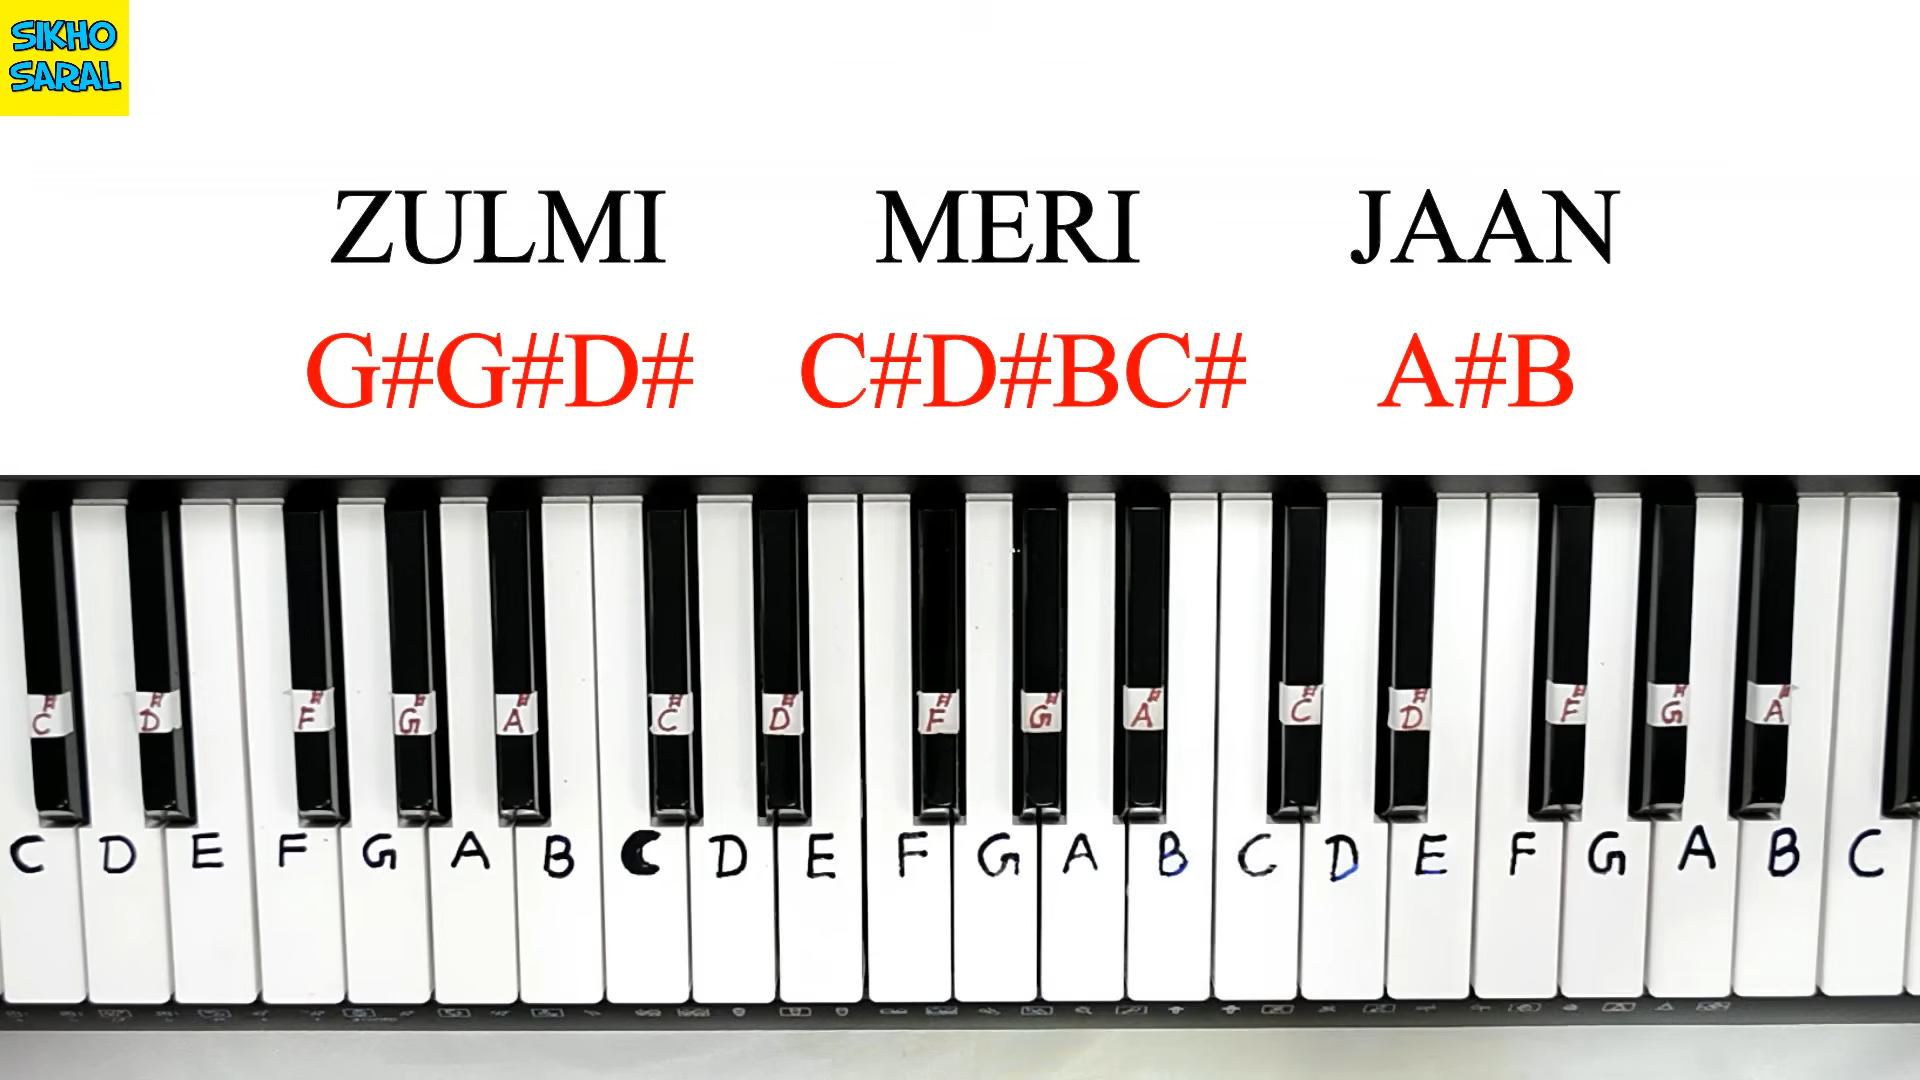 SIKHO
SARAL
ZULMI MERI JAAN
G#G#D# C#D#BC# A#B
C# D# F# G# A# C# D# F# G# A# C# D# F# G# A#
C D E F G A B C D E F G A B C D E F G A B C